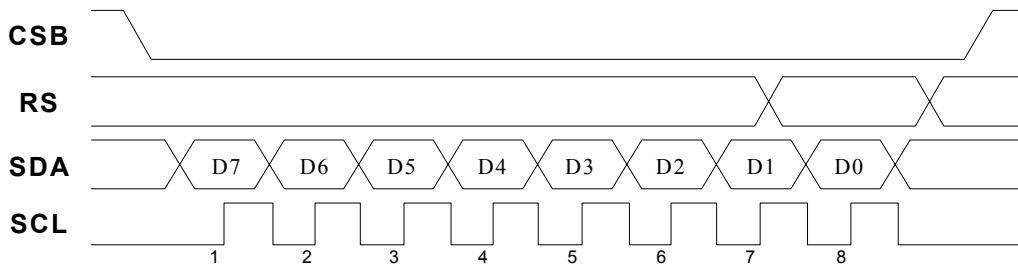 CSB
RS
SDA D7 D6 D5 D4 D3 D2 D1 D0
SCL
1 2 3 4 5 6 7 8